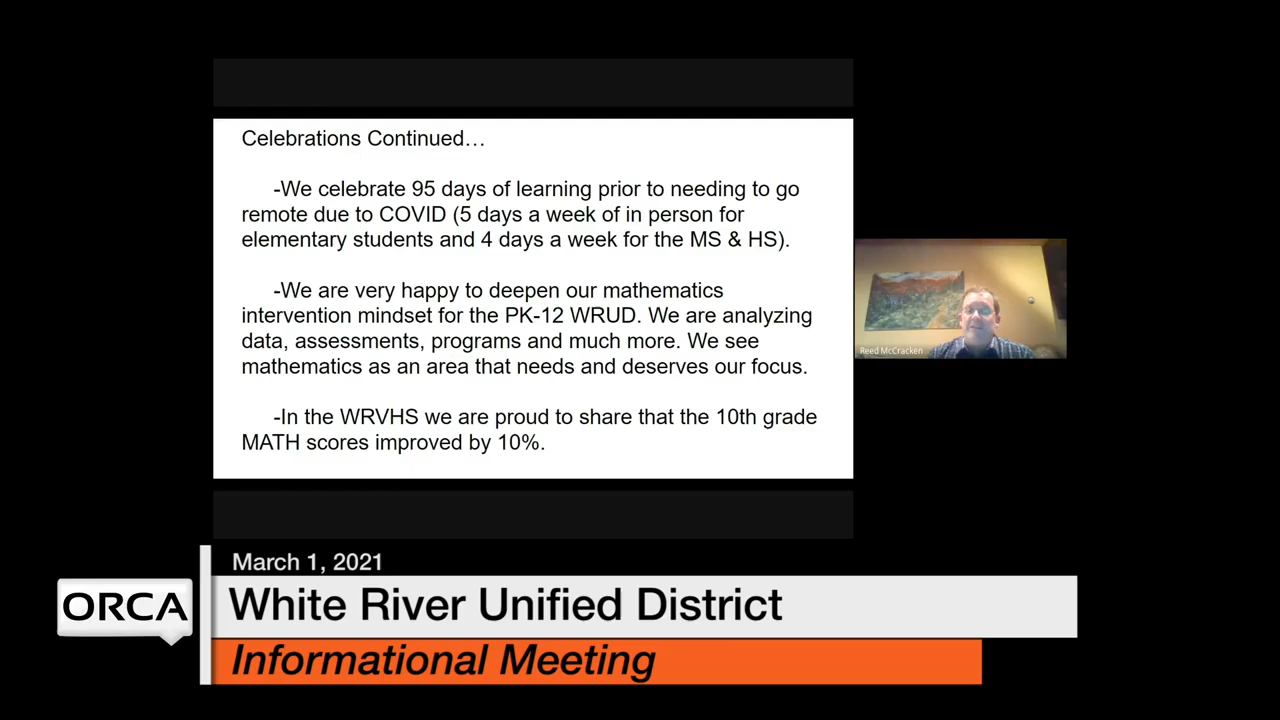 Celebrations Continued…
-We celebrate 95 days of learning prior to needing to go
remote due to COVID (5 days a week of in person for
elementary students and 4 days a week for the MS & HS).
-We are very happy to deepen our mathematics
intervention mindset for the PK-12 WRUD. We are analyzing
data, assessments, programs and much more. We see
mathematics as an area that needs and deserves our focus.
-In the WRVHS we are proud to share that the 10th grade
MATH scores improved by 10%.
Reed McCracken
March 1, 2021
ORCA
White River Unified District
Informational Meeting